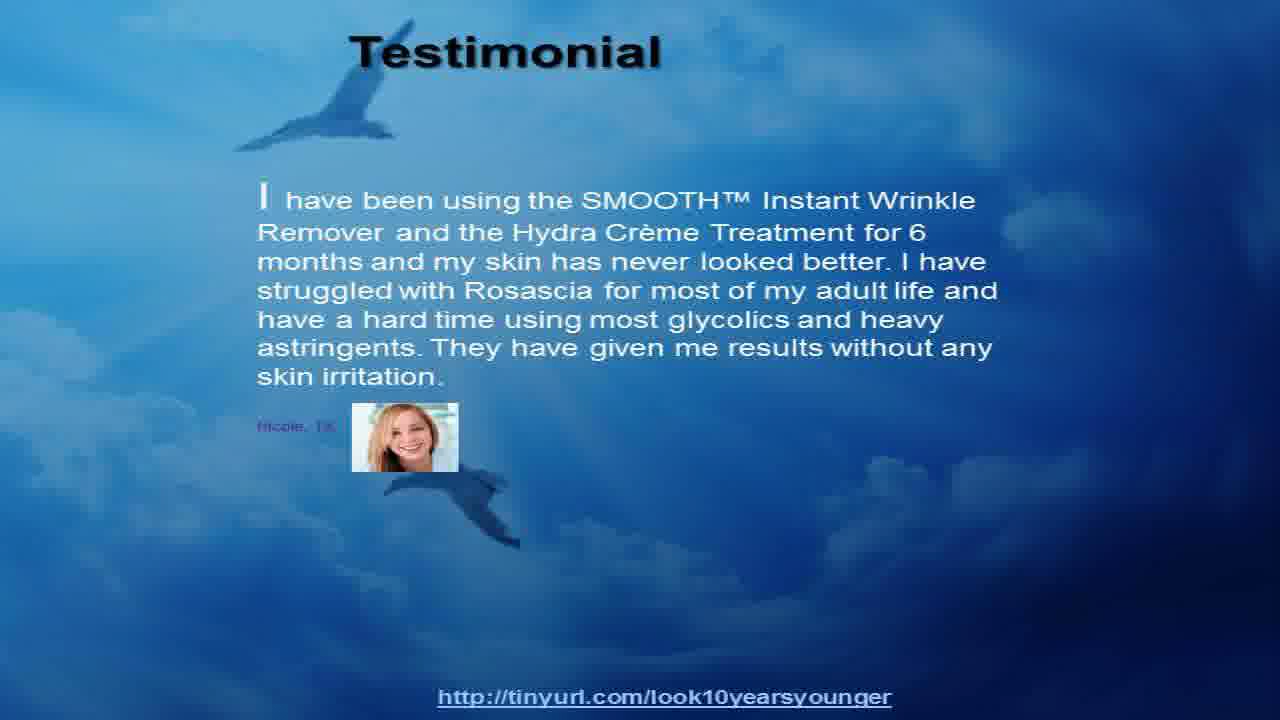 Testimonial
I have been using the SMOOTH™ Instant Wrinkle
Remover and the Hydra Crème Treatment for 6
months and my skin has never looked better. I have
struggled with Rosascia for most of my adult life and
have a hard time using most glycolics and heavy
astringents. They have given me results without any
skin irritation.
Nicole, TX
http://tinyurl.com/look10yearsyounger